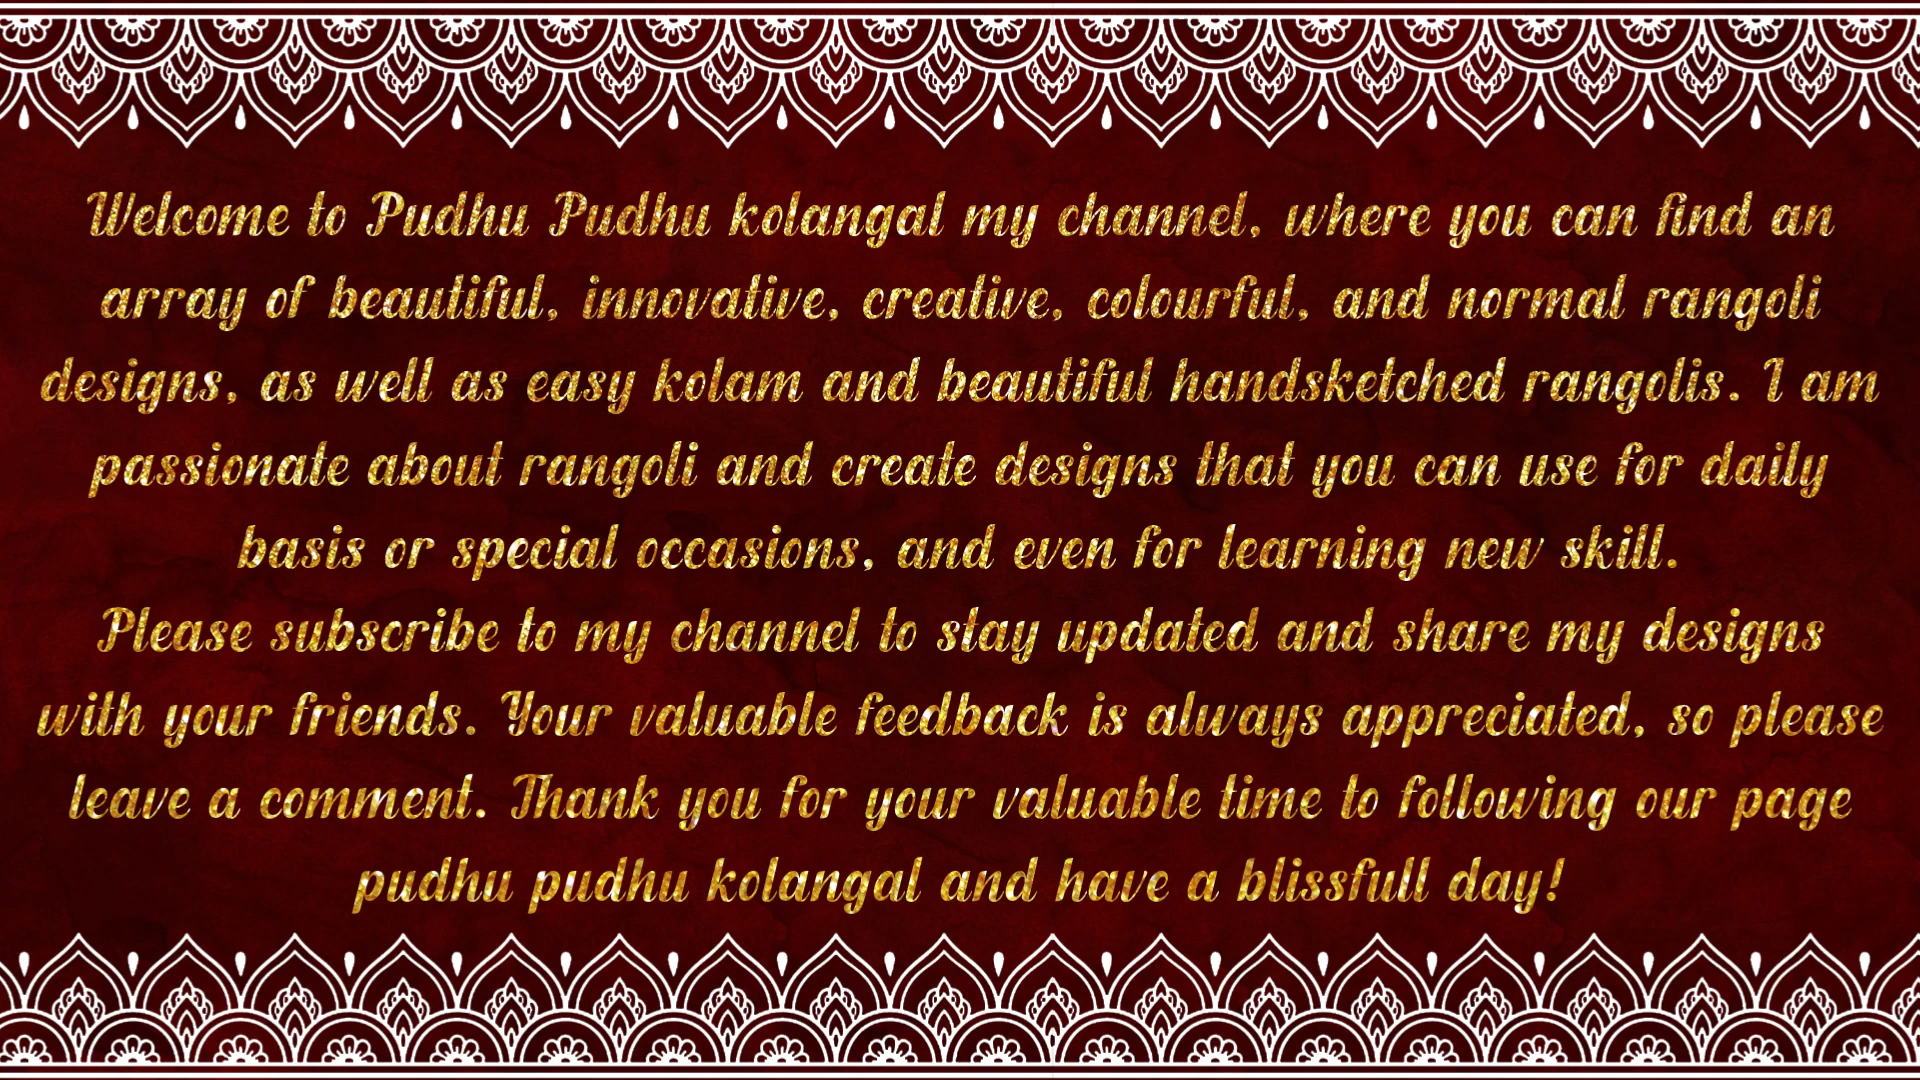 Welcome to Pudhu Pudhu kolangal my channel, where you can find an
array of beautiful, innovative, creative, colourful, and normal rangoli
designs, as well as easy kolam and beautiful handsketched rangolis. I am
passionate about rangoli and create designs that you can use for daily
basis or special occasions, and even for learning new skill.
Please subscribe to my channel to stay updated and share my designs
with your friends. Your valuable feedback is always appreciated, so please
leave a comment. Thank you for your valuable time to following our page
pudhu pudhu kolangal and have a blissfull day!